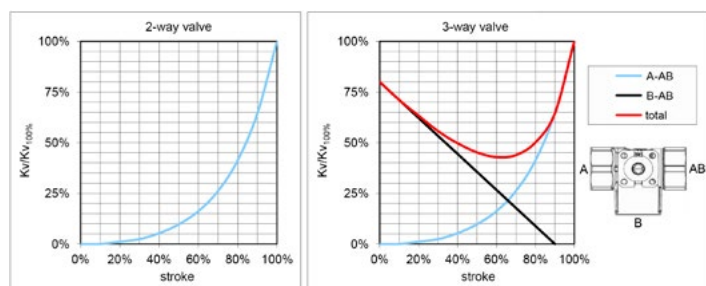 2-way valve
100%
75%
50%
25%
0%
Kv/Kv100%
0% 20% 40% 60% 80% 100%
stroke
3-way valve
100%
75%
50%
25%
0%
Kv/Kv100%
0% 20% 40% 60% 80% 100%
stroke
A-AB
B-AB
total
A
AB
B